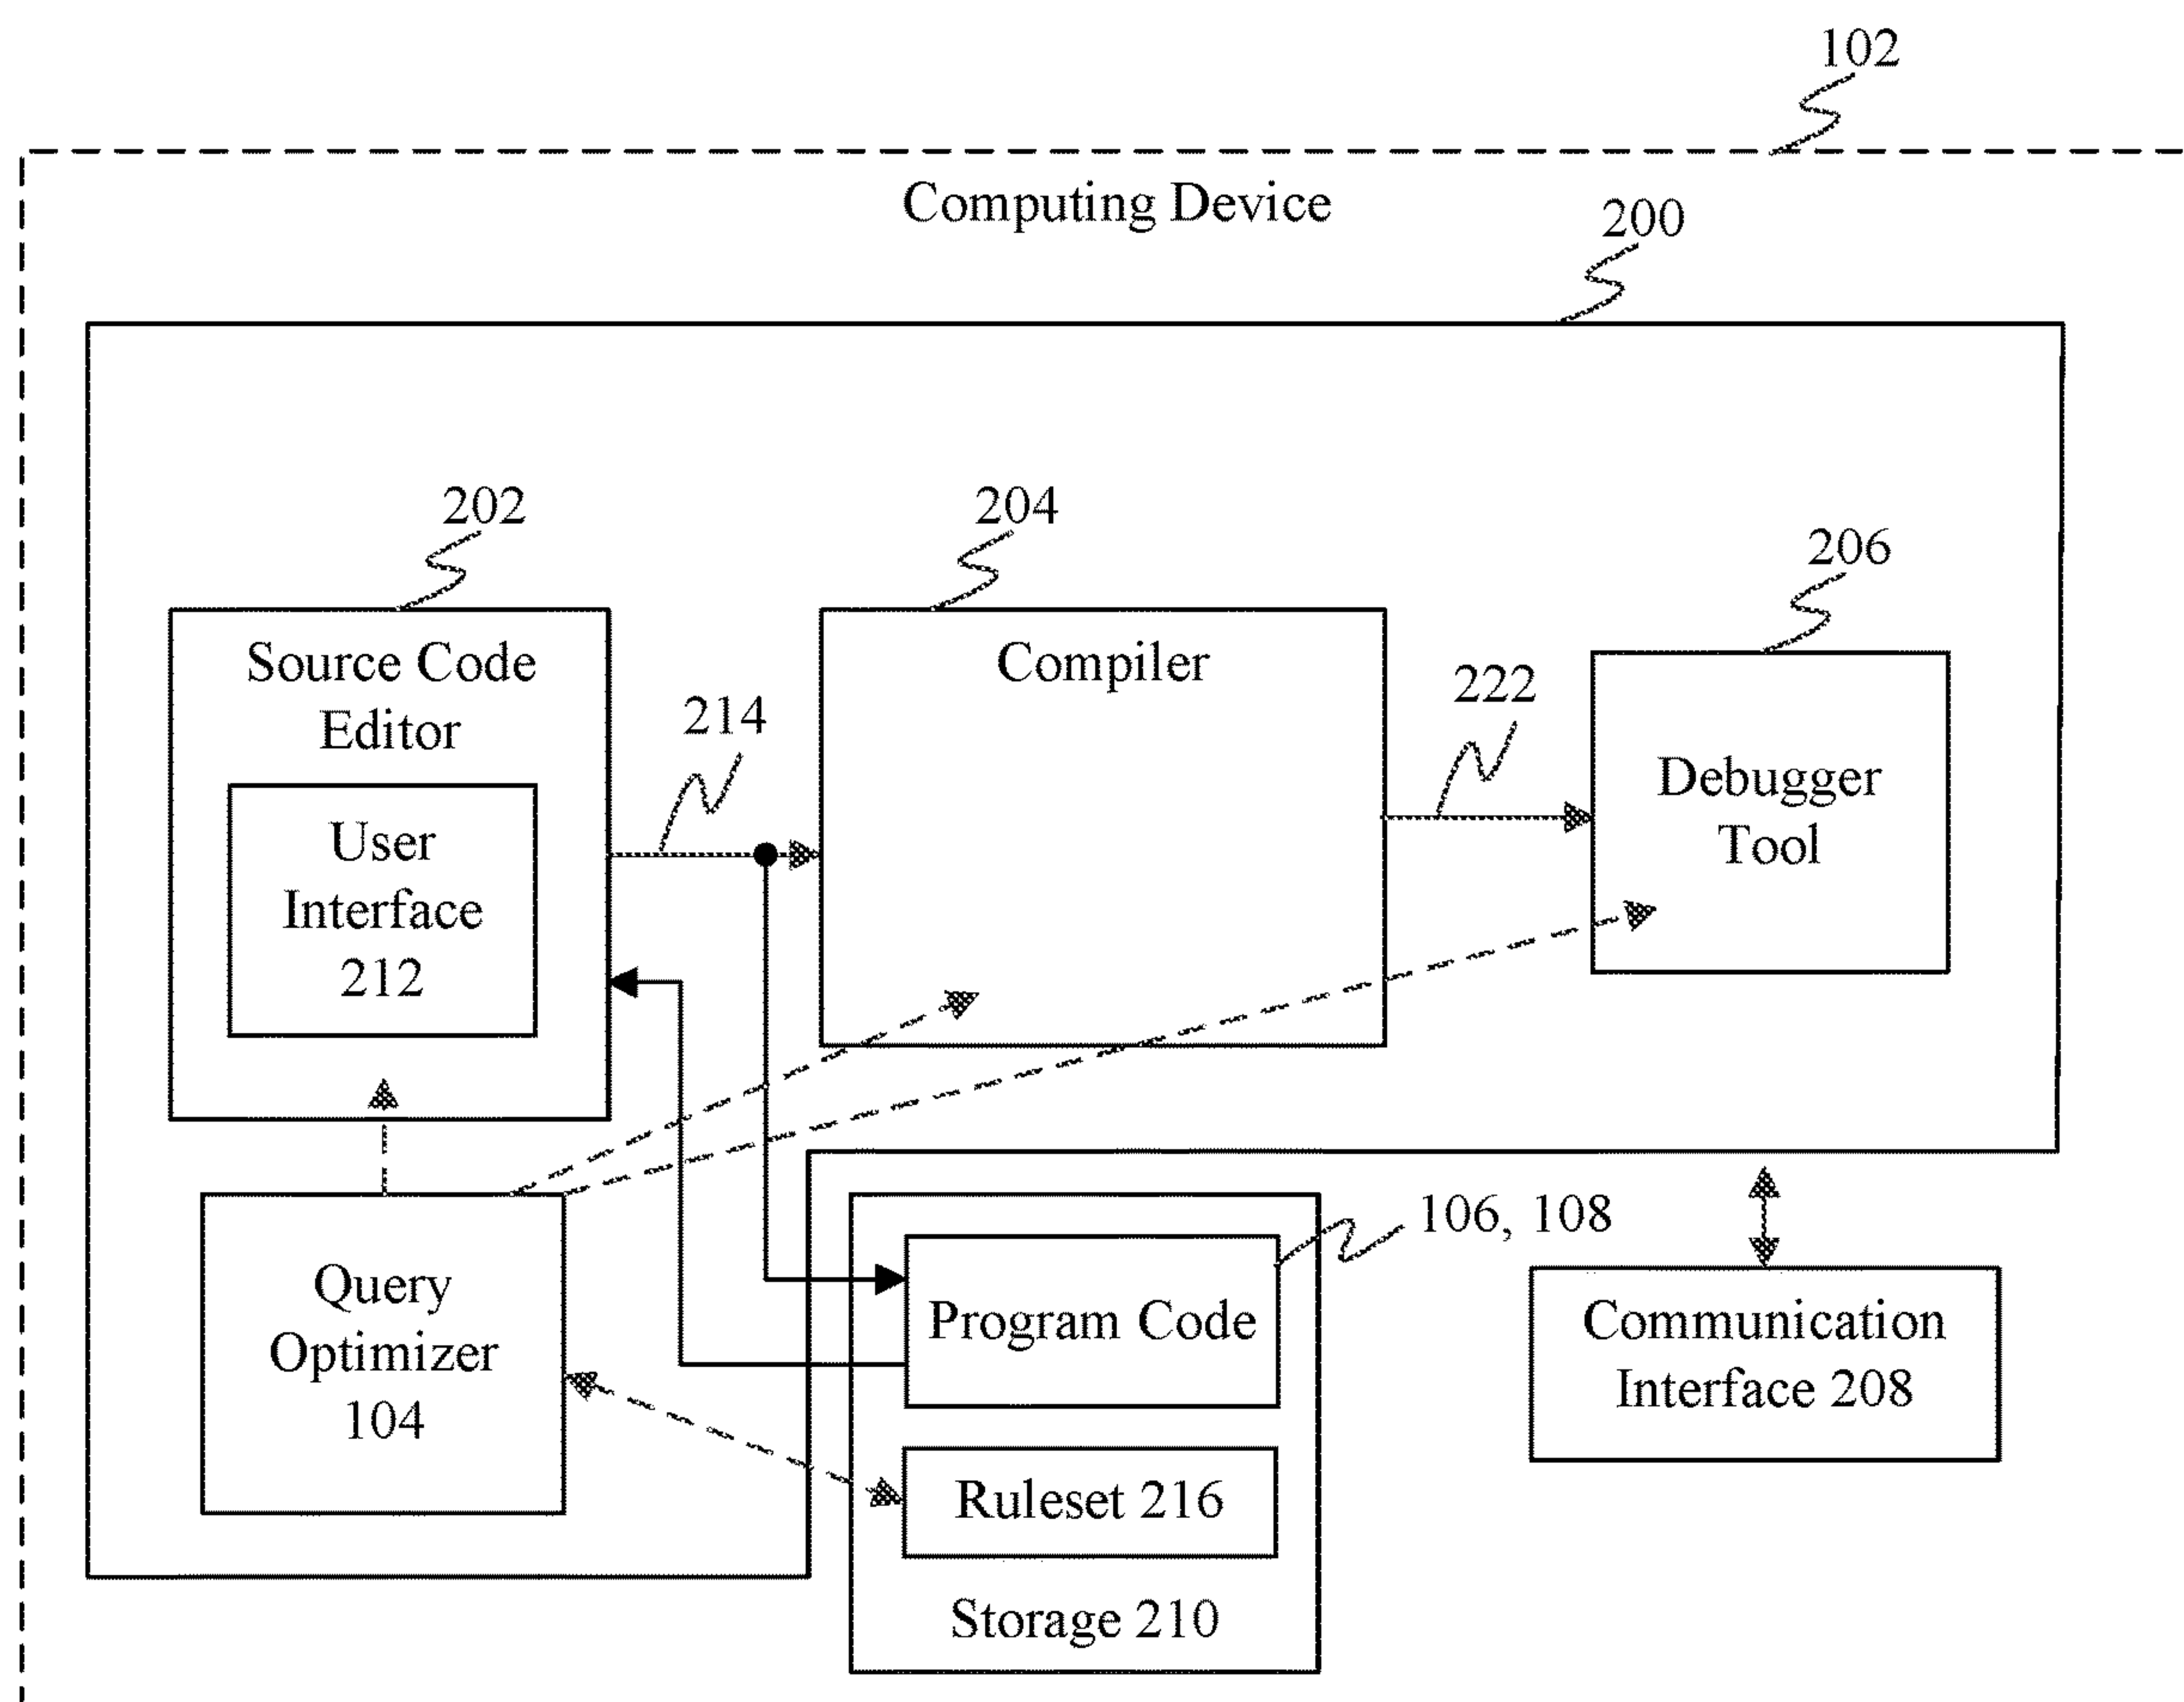 102
Computing Device
200
202
204
206
Source Code
Editor
214
Compiler
222
Debugger
Tool
User
Interface
212
106, 108
Query
Optimizer
104
Program Code
Communication
Interface 208
Ruleset 216
Storage 210